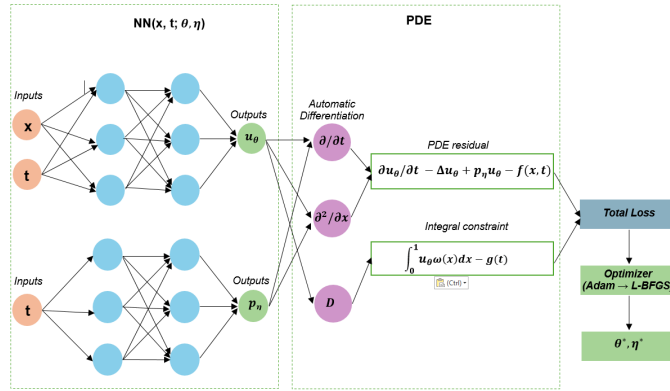 NN(x, t; θ, η)
PDE
Inputs
x
t
Outputs
u_θ
Inputs
t
Outputs
p_η
Automatic
Differentiation
∂/∂t
∂²/∂x
D
PDE residual
∂u_θ/∂t − Δu_θ + p_η u_θ − f(x, t)
Integral constraint
∫₀¹ u_θ ω(x)dx − g(t)
(Ctrl)
Total Loss
Optimizer
(Adam → L-BFGS)
θ*, η*